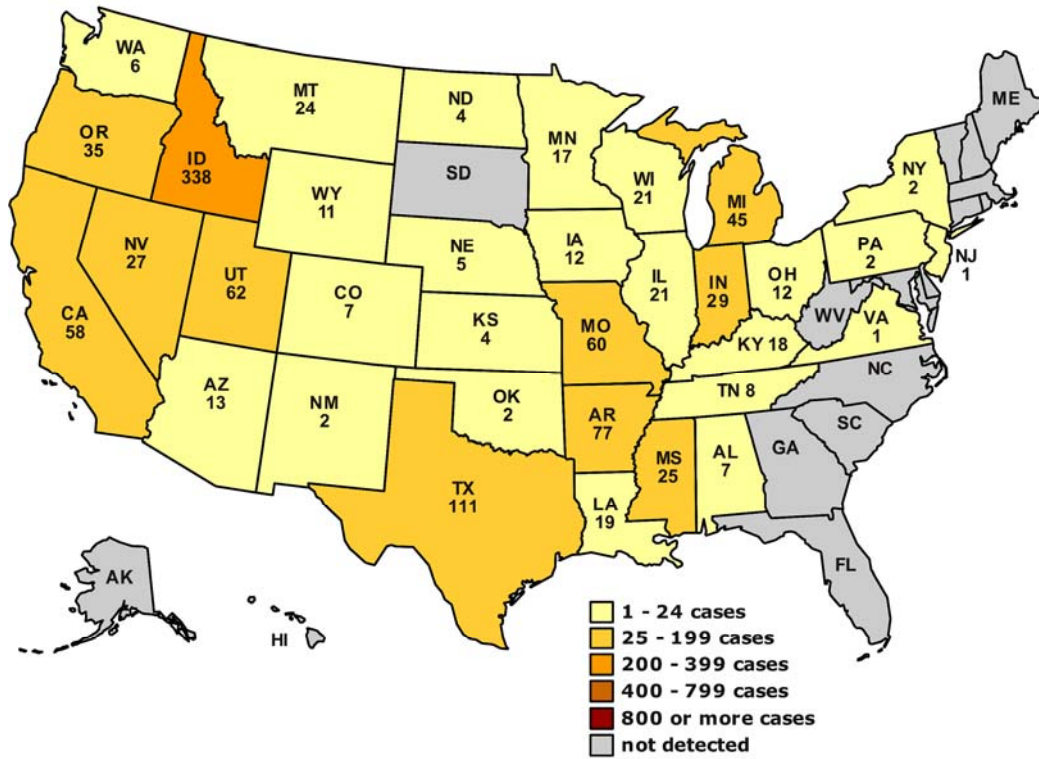 WA
6
MT
24
ND
4
MN
17
ME
OR
35
ID
338
WY
11
SD
WI
21
MI
45
NY
2
NV
27
UT
62
CO
7
NE
5
IA
12
IL
21
IN
29
OH
12
PA
2
NJ
1
CA
58
KS
4
MO
60
KY 18
WV
VA
1
AZ
13
NM
2
OK
2
AR
77
TN 8
NC
SC
TX
111
LA
19
MS
25
AL
7
GA
FL
AK
HI
1 - 24 cases
25 - 199 cases
200 - 399 cases
400 - 799 cases
800 or more cases
not detected